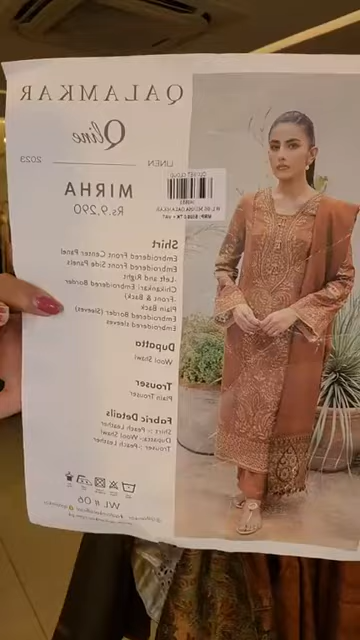 QALAMKAR
Qline
LINEN
2023
MIRHA
Rs.9,290
Shirt
Embroidered Front Center Panel
Embroidered Front Side Panels
-Left and Right
Chikankari Embroidered Border
(Front & Back)
Plain Back
Embroidered Border (Sleeves)
Embroidered sleeves
Dupatta
Wool Shawl
Trouser
Plain Trouser
Fabric Details
Shirt :- Peach Leather
Dupatta:- Wool Shawl
Trouser :- Peach Leather
WL # 06